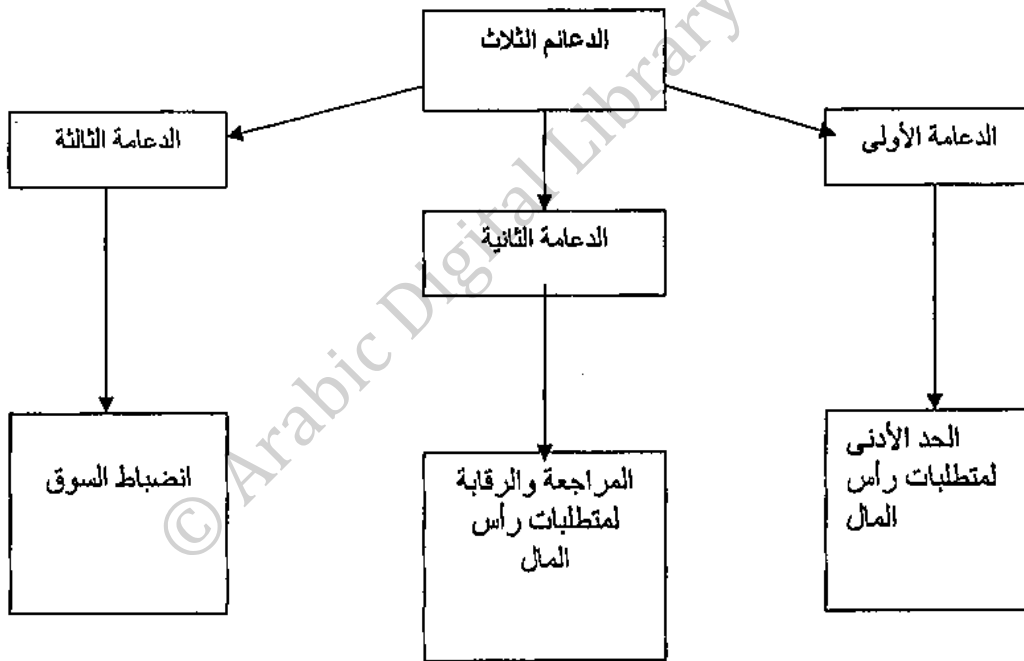 الدعائم الثلاث
الدعامة الأولى
الدعامة الثانية
الدعامة الثالثة
الحد الأدنى
لمتطلبات رأس
المال
المراجعة والرقابة
لمتطلبات رأس
المال
انضباط السوق
© Arabic Digital Library